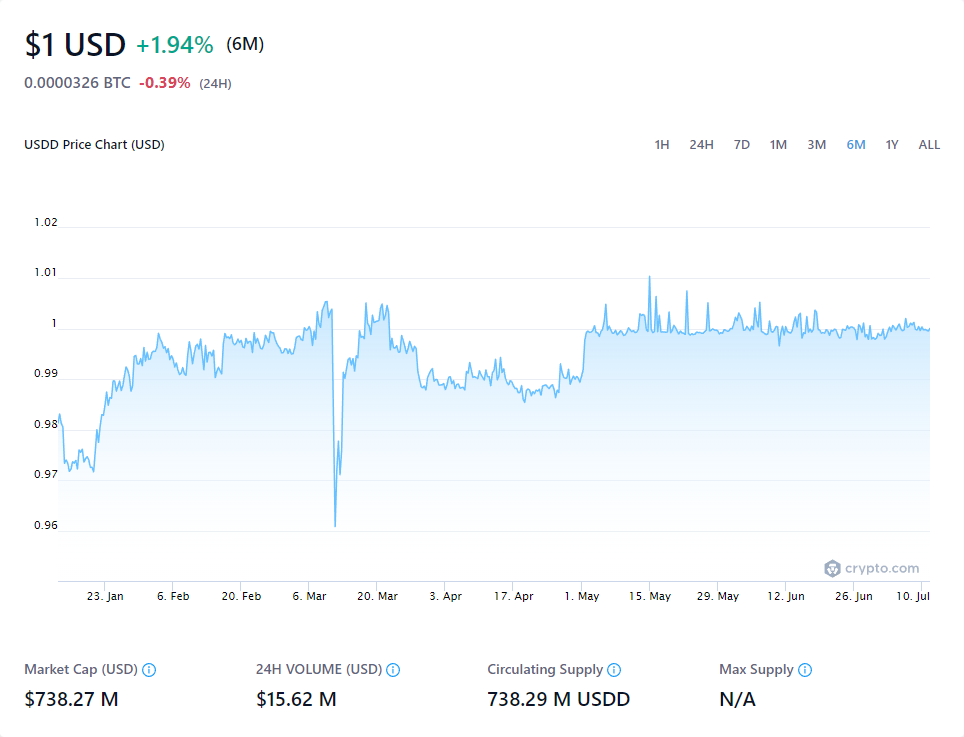 $1 USD +1.94% (6M)
0.0000326 BTC -0.39% (24H)
USDD Price Chart (USD) 1H 24H 7D 1M 3M 6M 1Y ALL
1.02
1.01
1
0.99
0.98
0.97
0.96
crypto.com
23. Jan 6. Feb 20. Feb 6. Mar 20. Mar 3. Apr 17. Apr 1. May 15. May 29. May 12. Jun 26. Jun 10. Jul
Market Cap (USD) 24H VOLUME (USD) Circulating Supply Max Supply
$738.27 M $15.62 M 738.29 M USDD N/A